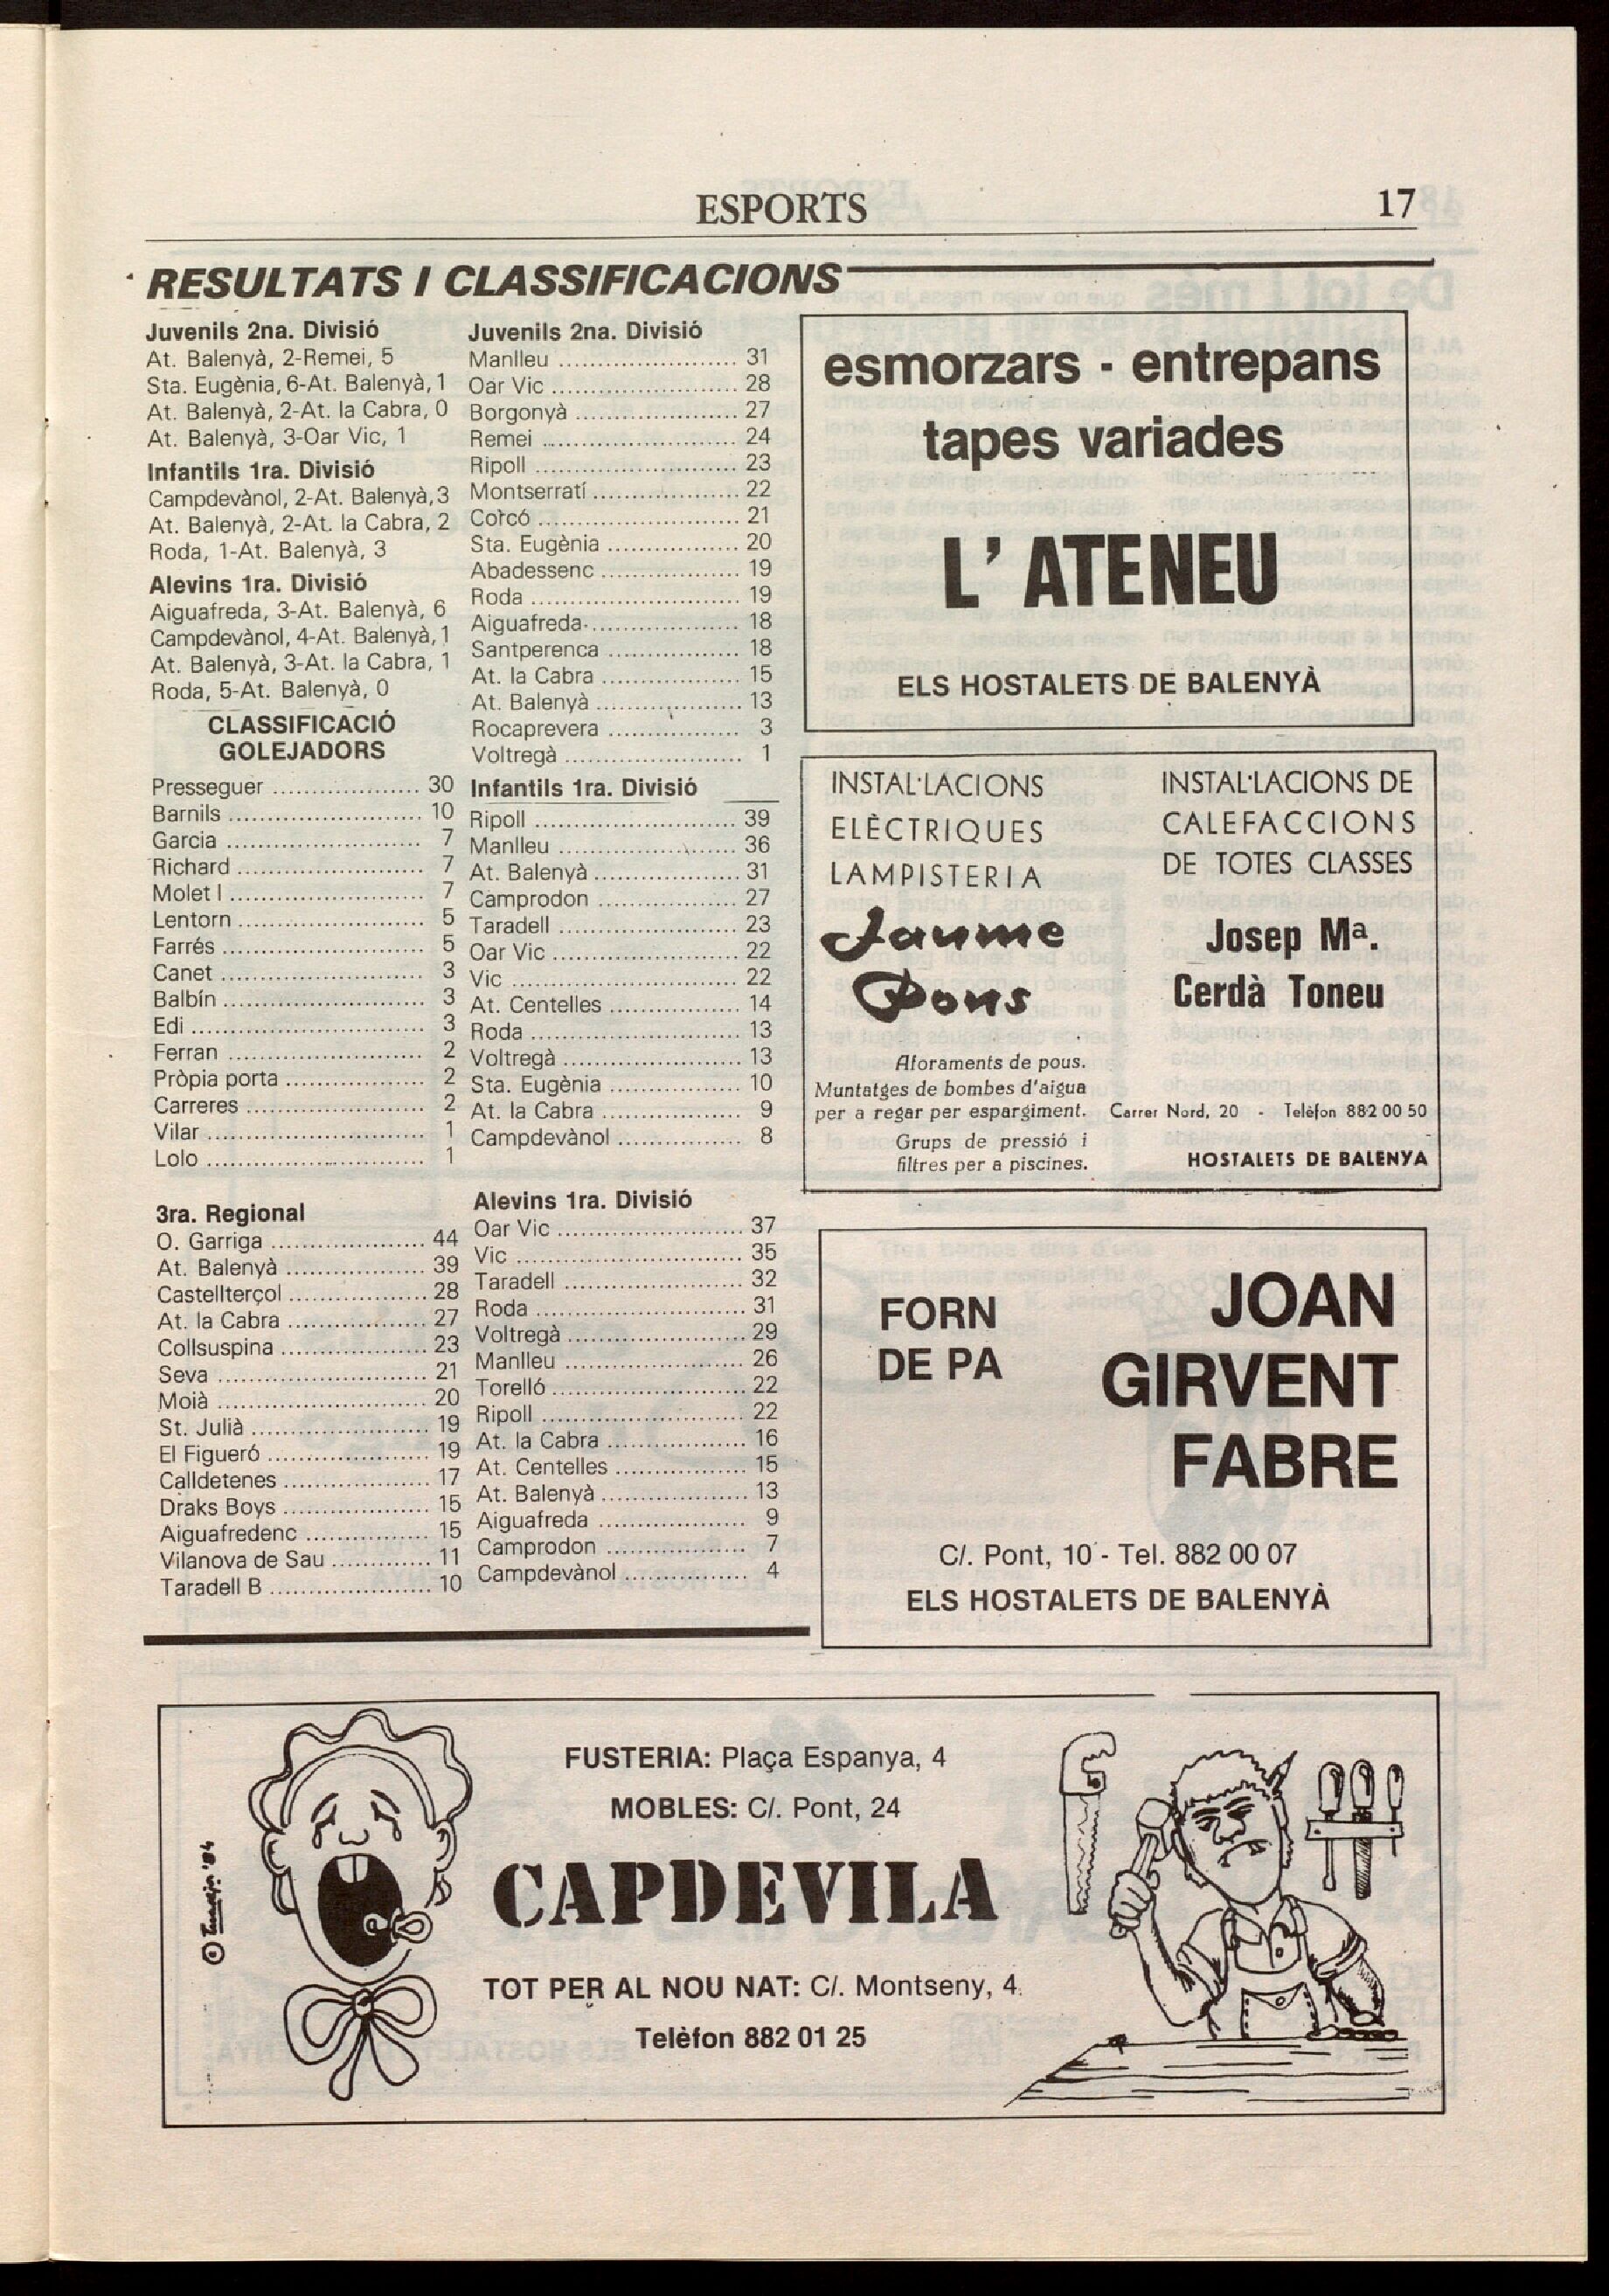 ESPORTS
17
RESULTATS I CLASSIFICACIONS
Juvenils 2na. Divisió
At. Balenyà, 2-Remei, 5
Sta. Eugènia, 6-At. Balenyà, 1
At. Balenyà, 2-At. la Cabra, 0
At. Balenyà, 3-Oar Vic, 1
Infantils 1ra. Divisió
Campdevànol, 2-At. Balenyà, 3
At. Balenyà, 2-At. la Cabra, 2
Roda, 1-At. Balenyà, 3
Alevins 1ra. Divisió
Aiguafreda, 3-At. Balenyà, 6
Campdevànol, 4-At. Balenyà, 1
At. Balenyà, 3-At. la Cabra, 1
Roda, 5-At. Balenyà, 0
CLASSIFICACIÓ
GOLEJADORS
Presseguer ................... 30
Barnils ......................... 10
Garcia ......................... 7
Richard ........................ 7
Molet I .......................... 7
Lentorn ........................ 5
Farrés .......................... 5
Canet ........................... 3
Balbín .......................... 3
Edi .............................. 3
Ferran ......................... 2
Pròpia porta .................. 2
Carreres ....................... 2
Vilar ............................ 1
Lolo ............................ 1
3ra. Regional
O. Garriga .................... 44
At. Balenyà .................. 39
Castellterçol .................. 28
At. la Cabra .................. 27
Collsuspina ................... 23
Seva ........................... 21
Moià ........................... 20
St. Julià ....................... 19
El Figueró ..................... 19
Calldetenes ................... 17
Draks Boys ................... 15
Aiguafredenc ................ 15
Vilanova de Sau ............. 11
Taradell B ..................... 10
Juvenils 2na. Divisió
Manlleu ....................... 31
Oar Vic ........................ 28
Borgonyà ..................... 27
Remei ......................... 24
Ripoll ........................... 23
Montserratí ................... 22
Corcó .......................... 21
Sta. Eugènia ................. 20
Abadessenc .................. 19
Roda ........................... 19
Aiguafreda .................... 18
Santperenca ................. 18
At. la Cabra .................. 15
At. Balenyà ................... 13
Rocaprevera ................. 3
Voltregà ....................... 1
Infantils 1ra. Divisió
Ripoll .......................... 39
Manlleu ....................... 36
At. Balenyà ................... 31
Camprodon .................. 27
Taradell ....................... 23
Oar Vic ........................ 22
Vic ............................. 22
At. Centelles ................. 14
Roda ........................... 13
Voltregà ....................... 13
Sta. Eugènia ................. 10
At. la Cabra .................. 9
Campdevànol ................ 8
Alevins 1ra. Divisió
Oar Vic ........................ 37
Vic ............................. 35
Taradell ........................ 32
Roda ........................... 31
Voltregà ....................... 29
Manlleu ....................... 26
Torelló ......................... 22
Ripoll .......................... 22
At. la Cabra .................. 16
At. Centelles ................. 15
At. Balenyà ................... 13
Aiguafreda ................... 9
Camprodon .................. 7
Campdevànol ................ 4
esmorzars - entrepans
tapes variades
L'ATENEU
ELS HOSTALETS DE BALENYÀ
INSTAL·LACIONS
ELÈCTRIQUES
LAMPISTERIA
Jaume
Pons
Aforaments de pous.
Muntatges de bombes d'aigua
per a regar per espargiment.
Grups de pressió i
filtres per a piscines.
INSTAL·LACIONS DE
CALEFACCIONS
DE TOTES CLASSES
Josep Mª.
Cerdà Toneu
Carrer Nord, 20 - Telèfon 882 00 50
HOSTALETS DE BALENYA
FORN
DE PA
JOAN
GIRVENT
FABRE
C/. Pont, 10 - Tel. 882 00 07
ELS HOSTALETS DE BALENYÀ
FUSTERIA: Plaça Espanya, 4
MOBLES: C/. Pont, 24
CAPDEVILA
TOT PER AL NOU NAT: C/. Montseny, 4.
Telèfon 882 01 25